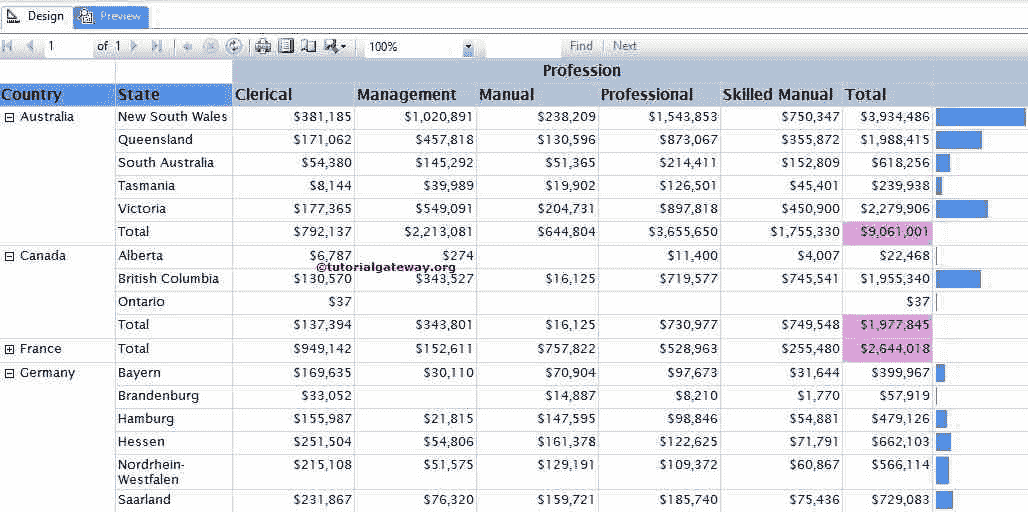 Design Preview
1 of 1 100% Find | Next
Profession
Country State Clerical Management Manual Professional Skilled Manual Total
Australia New South Wales $381,185 $1,020,891 $238,209 $1,543,853 $750,347 $3,934,486
Queensland $171,062 $457,818 $130,596 $873,067 $355,872 $1,988,415
South Australia $54,380 $145,292 $51,365 $214,411 $152,809 $618,256
Tasmania $8,144 $39,989 $19,902 $126,501 $45,401 $239,938
Victoria $177,365 $549,091 $204,731 $897,818 $450,900 $2,279,906
Total $792,137 $2,213,081 $644,804 $3,655,650 $1,755,330 $9,061,001
Canada Alberta $6,787 $274 $11,400 $4,007 $22,468
©tutorialgateway.org
British Columbia $130,570 $343,527 $16,125 $719,577 $745,541 $1,955,340
Ontario $37 $37
Total $137,394 $343,801 $16,125 $730,977 $749,548 $1,977,845
France Total $949,142 $152,611 $757,822 $528,963 $255,480 $2,644,018
Germany Bayern $169,635 $30,110 $70,904 $97,673 $31,644 $399,967
Brandenburg $33,052 $14,887 $8,210 $1,770 $57,919
Hamburg $155,987 $21,815 $147,595 $98,846 $54,881 $479,126
Hessen $251,504 $54,806 $161,378 $122,625 $71,791 $662,103
Nordrhein- $215,108 $51,575 $129,191 $109,372 $60,867 $566,114
Westfalen
Saarland $231,867 $76,320 $159,721 $185,740 $75,436 $729,083